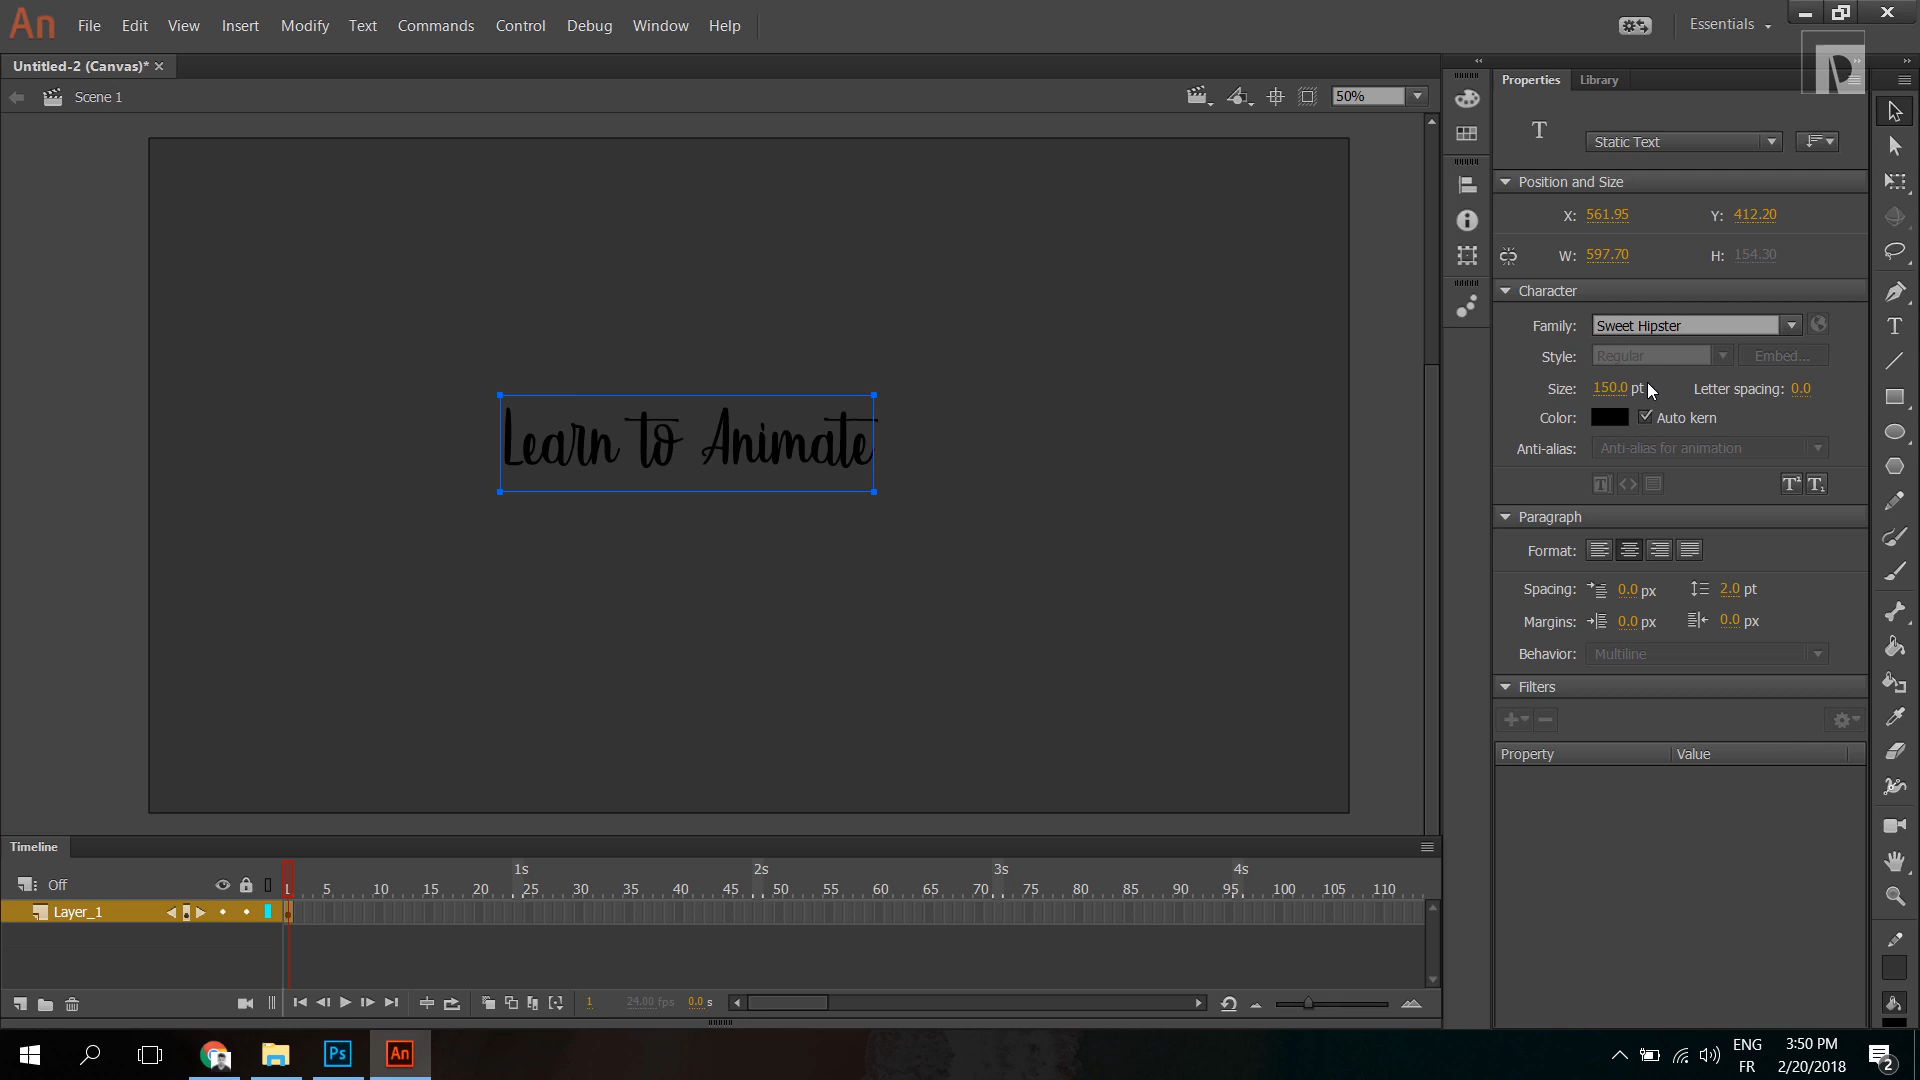 An File Edit View Insert Modify Text Commands Control Debug Window Help Essentials
Untitled-2 (Canvas)* Properties Library
Scene 1 50%
T Static Text
Position and Size
X: 561.95 Y: 412.20
W: 597.70 H: 154.30
Character
Family: Sweet Hipster
Style: Regular Embed...
Size: 150.0 pt Letter spacing: 0.0
Color: Auto kern
Anti-alias: Anti-alias for animation
Learn to Animate
Paragraph
Format:
Spacing: 0.0 px 2.0 pt
Margins: 0.0 px 0.0 px
Behavior: Multiline
Filters
Property Value
Timeline
1s 2s 3s 4s
Off 1 5 10 15 20 25 30 35 40 45 50 55 60 65 70 75 80 85 90 95 100 105 110
Layer_1
1 24.00 fps 0.0 s
Ps An ENG 3:50 PM
FR 2/20/2018 2